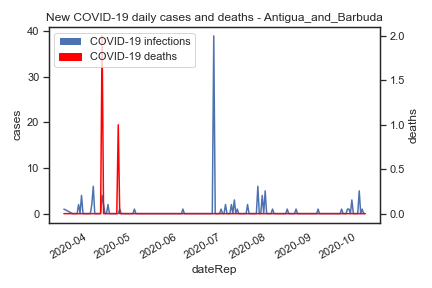 New COVID-19 daily cases and deaths - Antigua_and_Barbuda
COVID-19 infections
COVID-19 deaths
40
30
20
10
0
cases
2.0
1.5
1.0
0.5
0.0
deaths
2020-04
2020-05
2020-06
2020-07
2020-08
2020-09
2020-10
dateRep